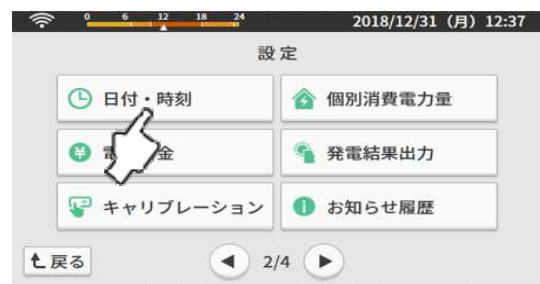 0 6 12 18 24
2018/12/31（月）12:37
設定
日付・時刻
個別消費電力量
金
発電結果出力
キャリブレーション
お知らせ履歴
戻る
2/4